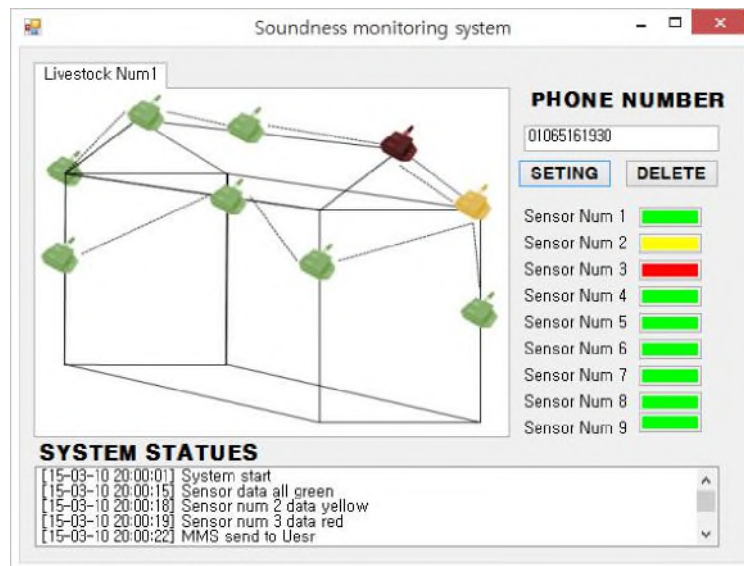 Soundness monitoring system
Livestock Num1
PHONE NUMBER
01065161930
SETING DELETE
Sensor Num 1
Sensor Num 2
Sensor Num 3
Sensor Num 4
Sensor Num 5
Sensor Num 6
Sensor Num 7
Sensor Num 8
Sensor Num 9
SYSTEM STATUES
[15-03-10 20:00:01] System start
[15-03-10 20:00:15] Sensor data all green
[15-03-10 20:00:18] Sensor num 2 data yellow
[15-03-10 20:00:19] Sensor num 3 data red
[15-03-10 20:00:22] MMS send to Uesr